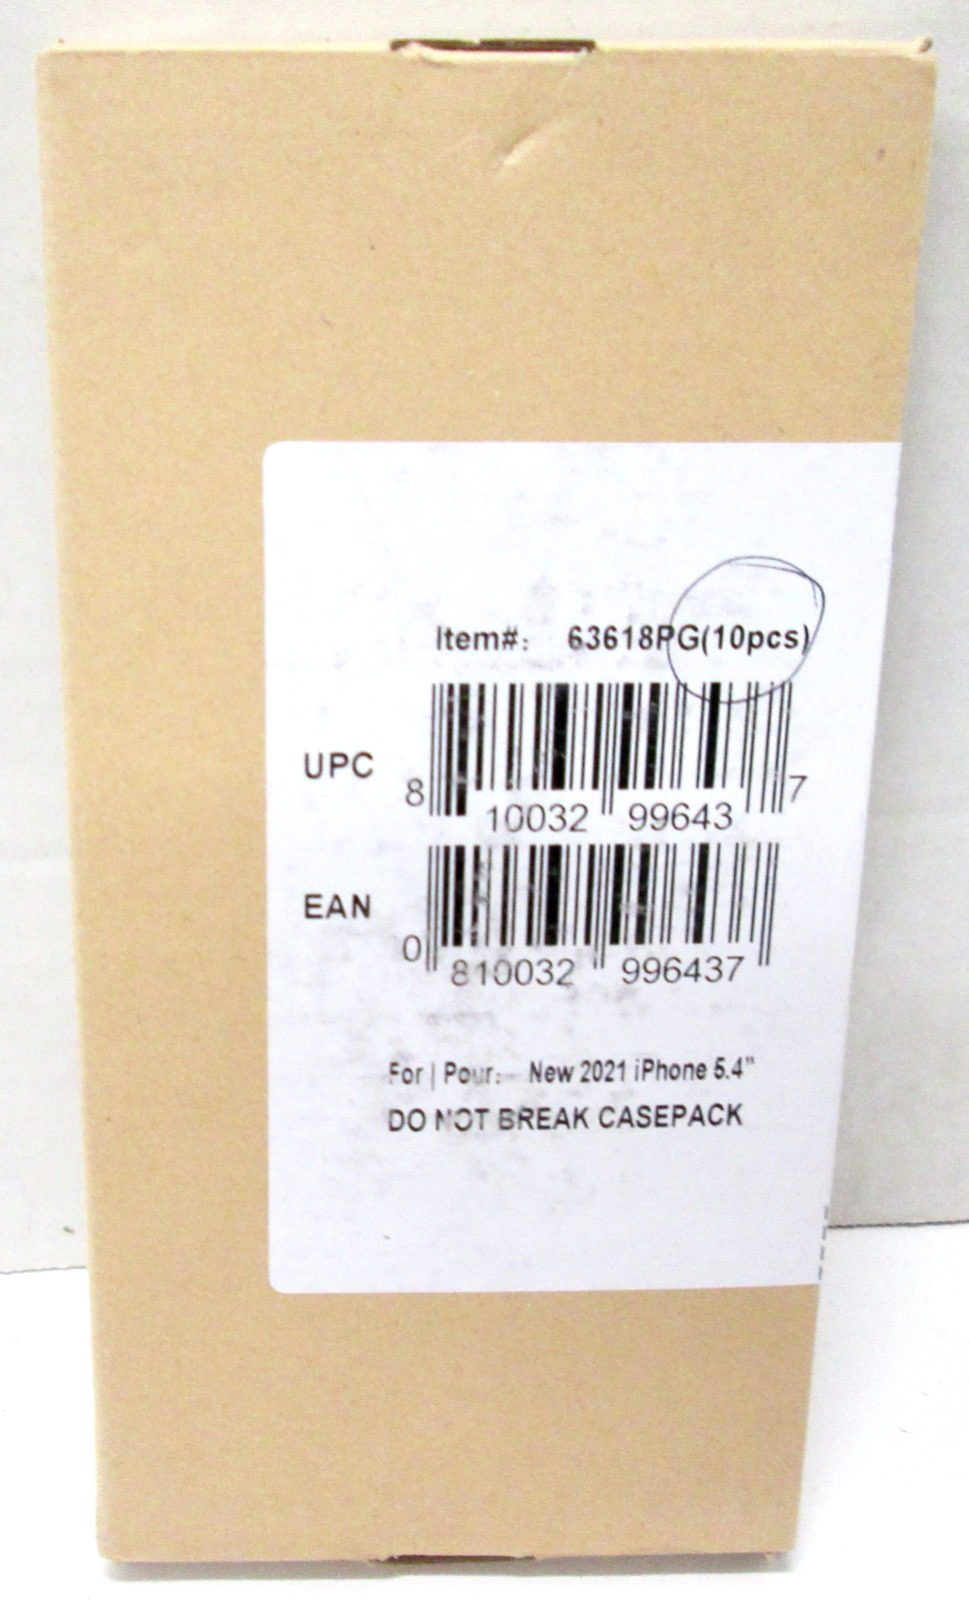 Item#: 63618PG(10pcs)
UPC
8 10032 99643 7
EAN
0 810032 996437
For | Pour: New 2021 iPhone 5.4"
DO NOT BREAK CASEPACK